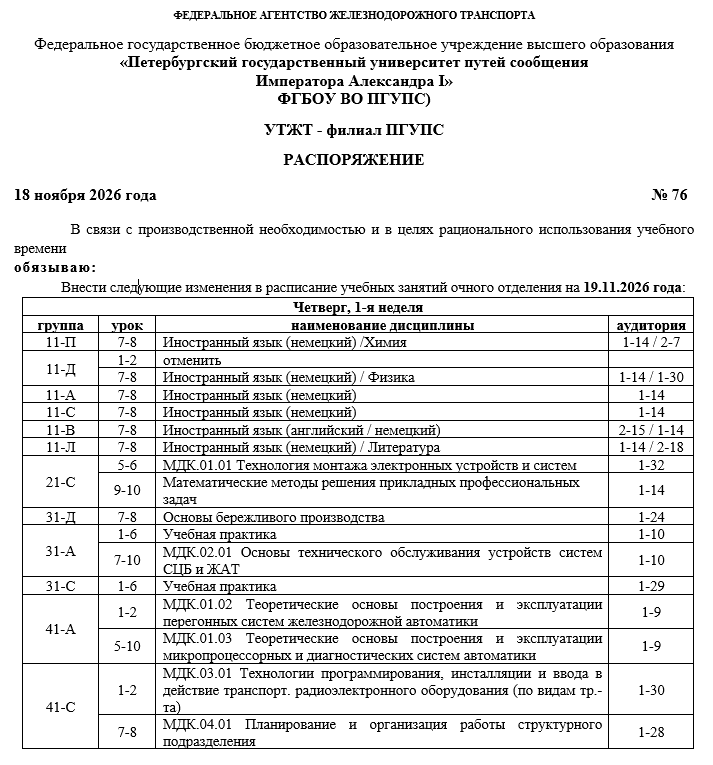 ФЕДЕРАЛЬНОЕ АГЕНТСТВО ЖЕЛЕЗНОДОРОЖНОГО ТРАНСПОРТА
Федеральное государственное бюджетное образовательное учреждение высшего образования
«Петербургский государственный университет путей сообщения
Императора Александра I»
ФГБОУ ВО ПГУПС)
УТЖТ - филиал ПГУПС
РАСПОРЯЖЕНИЕ
18 ноября 2026 года № 76
В связи с производственной необходимостью и в целях рационального использования учебного
времени
обязываю:
Внести следующие изменения в расписание учебных занятий очного отделения на 19.11.2026 года:
Четверг, 1-я неделя
группа урок наименование дисциплины аудитория
11-П 7-8 Иностранный язык (немецкий) /Химия 1-14 / 2-7
11-Д 1-2 отменить
7-8 Иностранный язык (немецкий) / Физика 1-14 / 1-30
11-А 7-8 Иностранный язык (немецкий) 1-14
11-С 7-8 Иностранный язык (немецкий) 1-14
11-В 7-8 Иностранный язык (английский / немецкий) 2-15 / 1-14
11-Л 7-8 Иностранный язык (немецкий) / Литература 1-14 / 2-18
21-С 5-6 МДК.01.01 Технология монтажа электронных устройств и систем 1-32
9-10 Математические методы решения прикладных профессиональных
задач 1-14
31-Д 7-8 Основы бережливого производства 1-24
31-А 1-6 Учебная практика 1-10
7-10 МДК.02.01 Основы технического обслуживания устройств систем
СЦБ и ЖАТ 1-10
31-С 1-6 Учебная практика 1-29
41-А 1-2 МДК.01.02 Теоретические основы построения и эксплуатации
перегонных систем железнодорожной автоматики 1-9
5-10 МДК.01.03 Теоретические основы построения и эксплуатации
микропроцессорных и диагностических систем автоматики 1-9
41-С 1-2 МДК.03.01 Технологии программирования, инсталляции и ввода в
действие транспорт. радиоэлектронного оборудования (по видам тр.-
та) 1-30
7-8 МДК.04.01 Планирование и организация работы структурного
подразделения 1-28